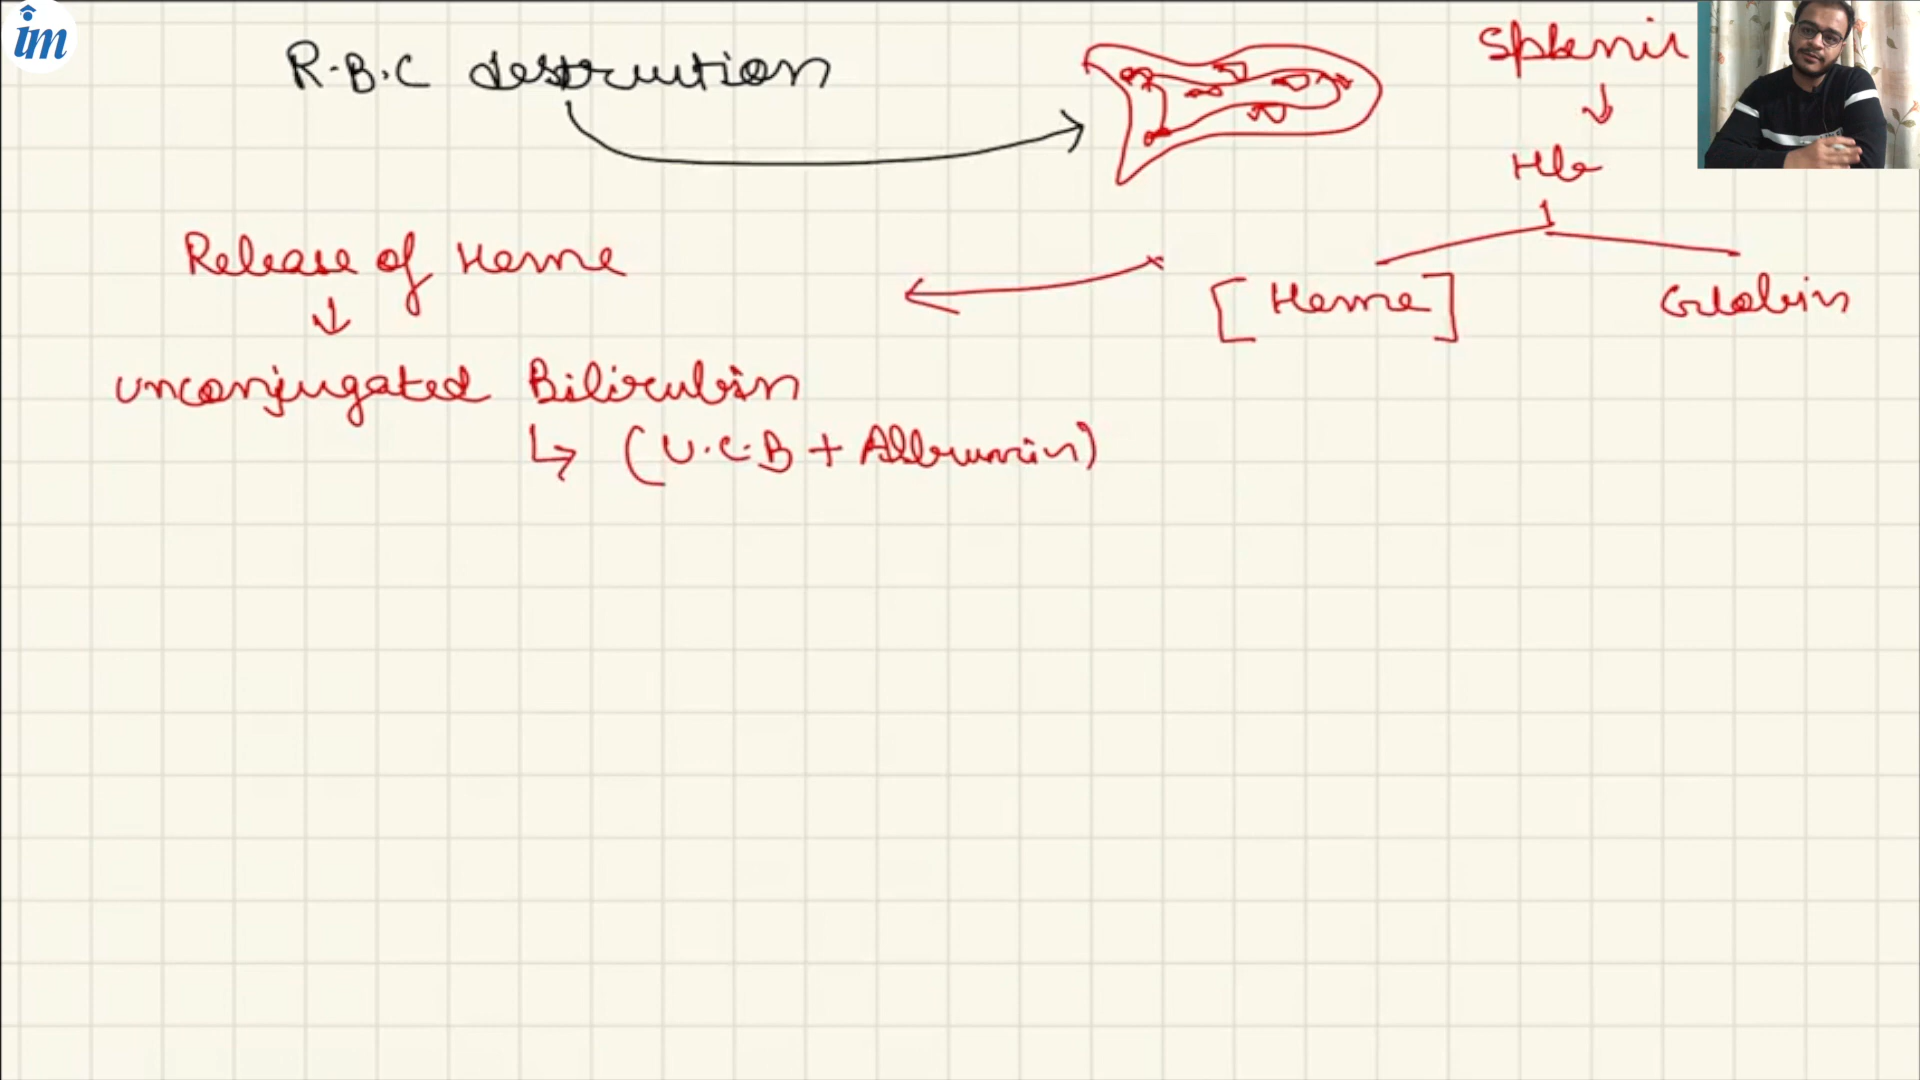 im
R.B.C destruction
Splenic
Hb
[Heme]
Globin
Release of Heme
unconjugated Bilirubin
(U.C.B + Albumin)